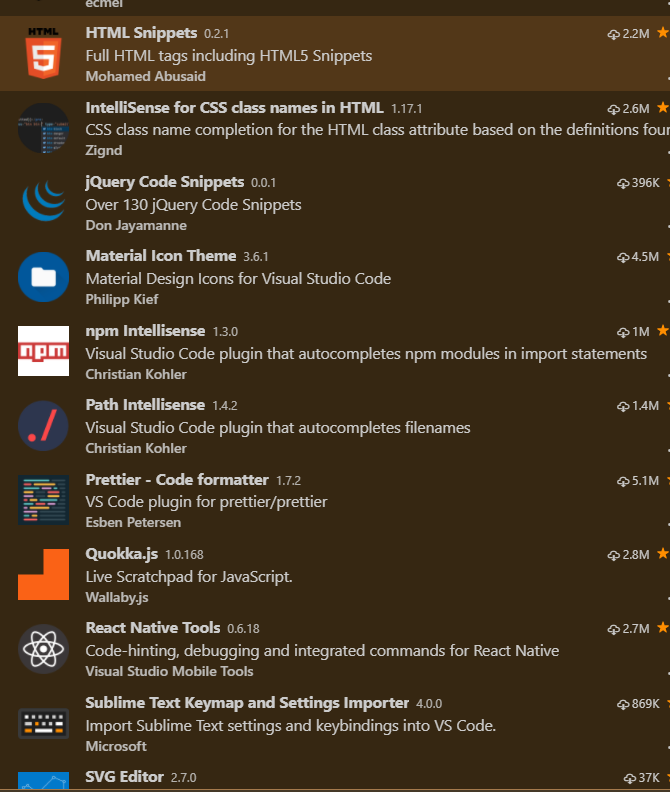 ecmel
HTML Snippets 0.2.1 2.2M
Full HTML tags including HTML5 Snippets
Mohamed Abusaid
IntelliSense for CSS class names in HTML 1.17.1 2.6M
CSS class name completion for the HTML class attribute based on the definitions foun
Zignd
jQuery Code Snippets 0.0.1 396K
Over 130 jQuery Code Snippets
Don Jayamanne
Material Icon Theme 3.6.1 4.5M
Material Design Icons for Visual Studio Code
Philipp Kief
npm Intellisense 1.3.0 1M
Visual Studio Code plugin that autocompletes npm modules in import statements
Christian Kohler
Path Intellisense 1.4.2 1.4M
Visual Studio Code plugin that autocompletes filenames
Christian Kohler
Prettier - Code formatter 1.7.2 5.1M
VS Code plugin for prettier/prettier
Esben Petersen
Quokka.js 1.0.168 2.8M
Live Scratchpad for JavaScript.
Wallaby.js
React Native Tools 0.6.18 2.7M
Code-hinting, debugging and integrated commands for React Native
Visual Studio Mobile Tools
Sublime Text Keymap and Settings Importer 4.0.0 869K
Import Sublime Text settings and keybindings into VS Code.
Microsoft
SVG Editor 2.7.0 37K
HTML
5
npm
./